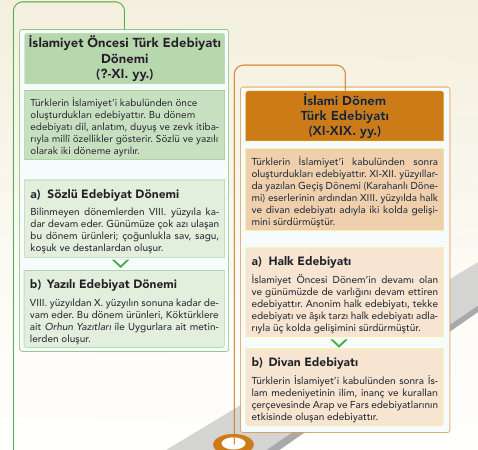 İslamiyet Öncesi Türk Edebiyatı
Dönemi
(?-XI. yy.)
Türklerin İslamiyet'i kabulünden önce
oluşturdukları edebiyattır. Bu dönem
edebiyatı dil, anlatım, duyuş ve zevk itiba-
rıyla millî özellikler gösterir. Sözlü ve yazılı
olarak iki döneme ayrılır.
a) Sözlü Edebiyat Dönemi
Bilinmeyen dönemlerden VIII. yüzyıla ka-
dar devam eder. Günümüze çok azı ulaşan
bu dönem ürünleri; çoğunlukla sav, sagu,
koşuk ve destanlardan oluşur.
b) Yazılı Edebiyat Dönemi
VIII. yüzyıldan X. yüzyılın sonuna kadar de-
vam eder. Bu dönem ürünleri, Köktürklere
ait Orhun Yazıtları ile Uygurlara ait metin-
lerden oluşur.
İslami Dönem
Türk Edebiyatı
(XI-XIX. yy.)
Türklerin İslamiyet'i kabulünden sonra
oluşturdukları edebiyattır. XI-XII. yüzyıllar-
da yazılan Geçiş Dönemi (Karahanlı Döne-
mi) eserlerinin ardından XIII. yüzyılda halk
ve divan edebiyatı adıyla iki kolda gelişi-
mini sürdürmüştür.
a) Halk Edebiyatı
İslamiyet Öncesi Dönem'in devamı olan
ve günümüzde de varlığını devam ettiren
edebiyattır. Anonim halk edebiyatı, tekke
edebiyatı ve âşık tarzı halk edebiyatı adla-
rıyla üç kolda gelişimini sürdürmüştür.
b) Divan Edebiyatı
Türklerin İslamiyet'i kabulünden sonra İs-
lam medeniyetinin ilim, inanç ve kuralları
çerçevesinde Arap ve Fars edebiyatlarının
etkisinde oluşan edebiyattır.